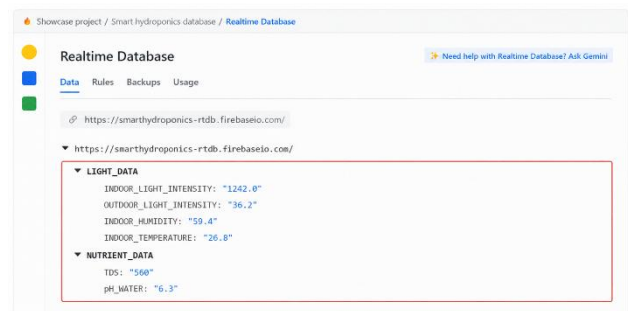 Showcase project / Smart hydroponics database / Realtime Database
Realtime Database
Need help with Realtime Database? Ask Gemini
Data Rules Backups Usage
https://smarthydroponics-rtdb.firebaseio.com/
https://smarthydroponics-rtdb.firebaseio.com/
LIGHT_DATA
INDOOR_LIGHT_INTENSITY: "1242.0"
OUTDOOR_LIGHT_INTENSITY: "36.2"
INDOOR_HUMIDITY: "59.4"
INDOOR_TEMPERATURE: "26.8"
NUTRIENT_DATA
TDS: "560"
pH_WATER: "6.3"